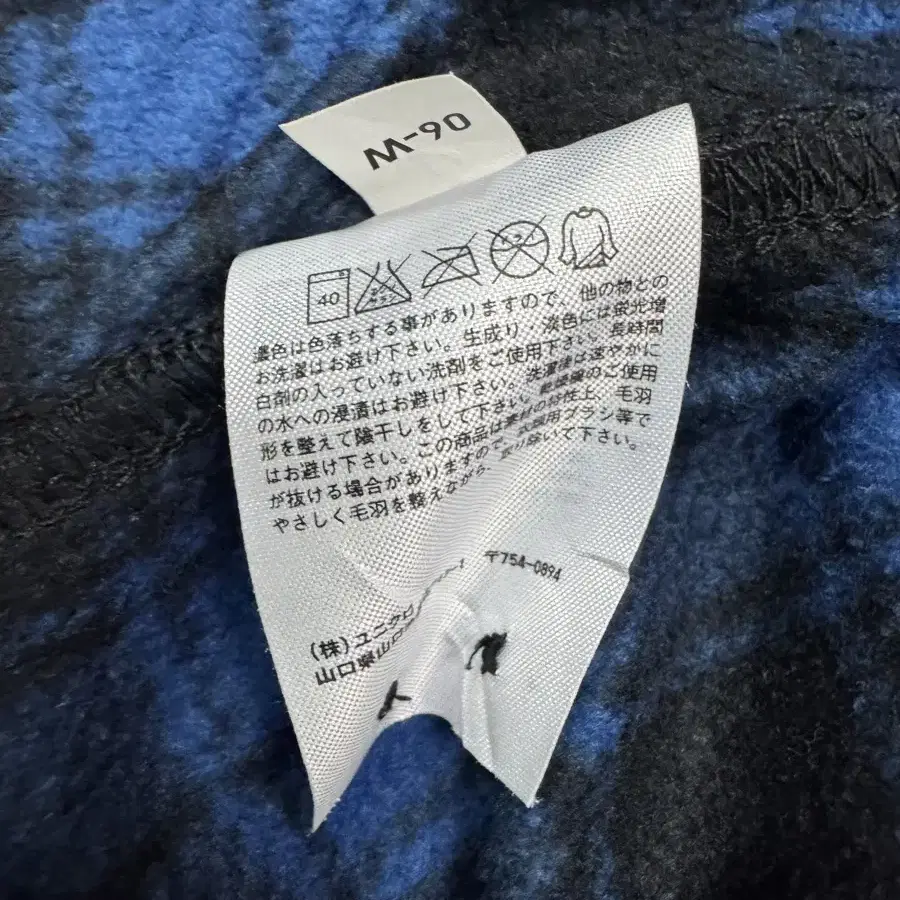 M-90
40
サラシ
濃色は色落ちする事がありますので、他の物との
お洗濯はお避け下さい。生成り・淡色には蛍光増
白剤の入っていない洗剤をご使用下さい。長時間
の水への浸漬はお避け下さい。洗濯後は速やかに
形を整えて陰干しをして下さい。乾燥機のご使用
はお避け下さい。この商品は素材の特性上、毛羽
が抜ける場合がありますので、衣服用ブラシ等で
やさしく毛羽を整えながら、取り除いて下さい。
〒754-0894
(株)ユニクロ
山口県山口